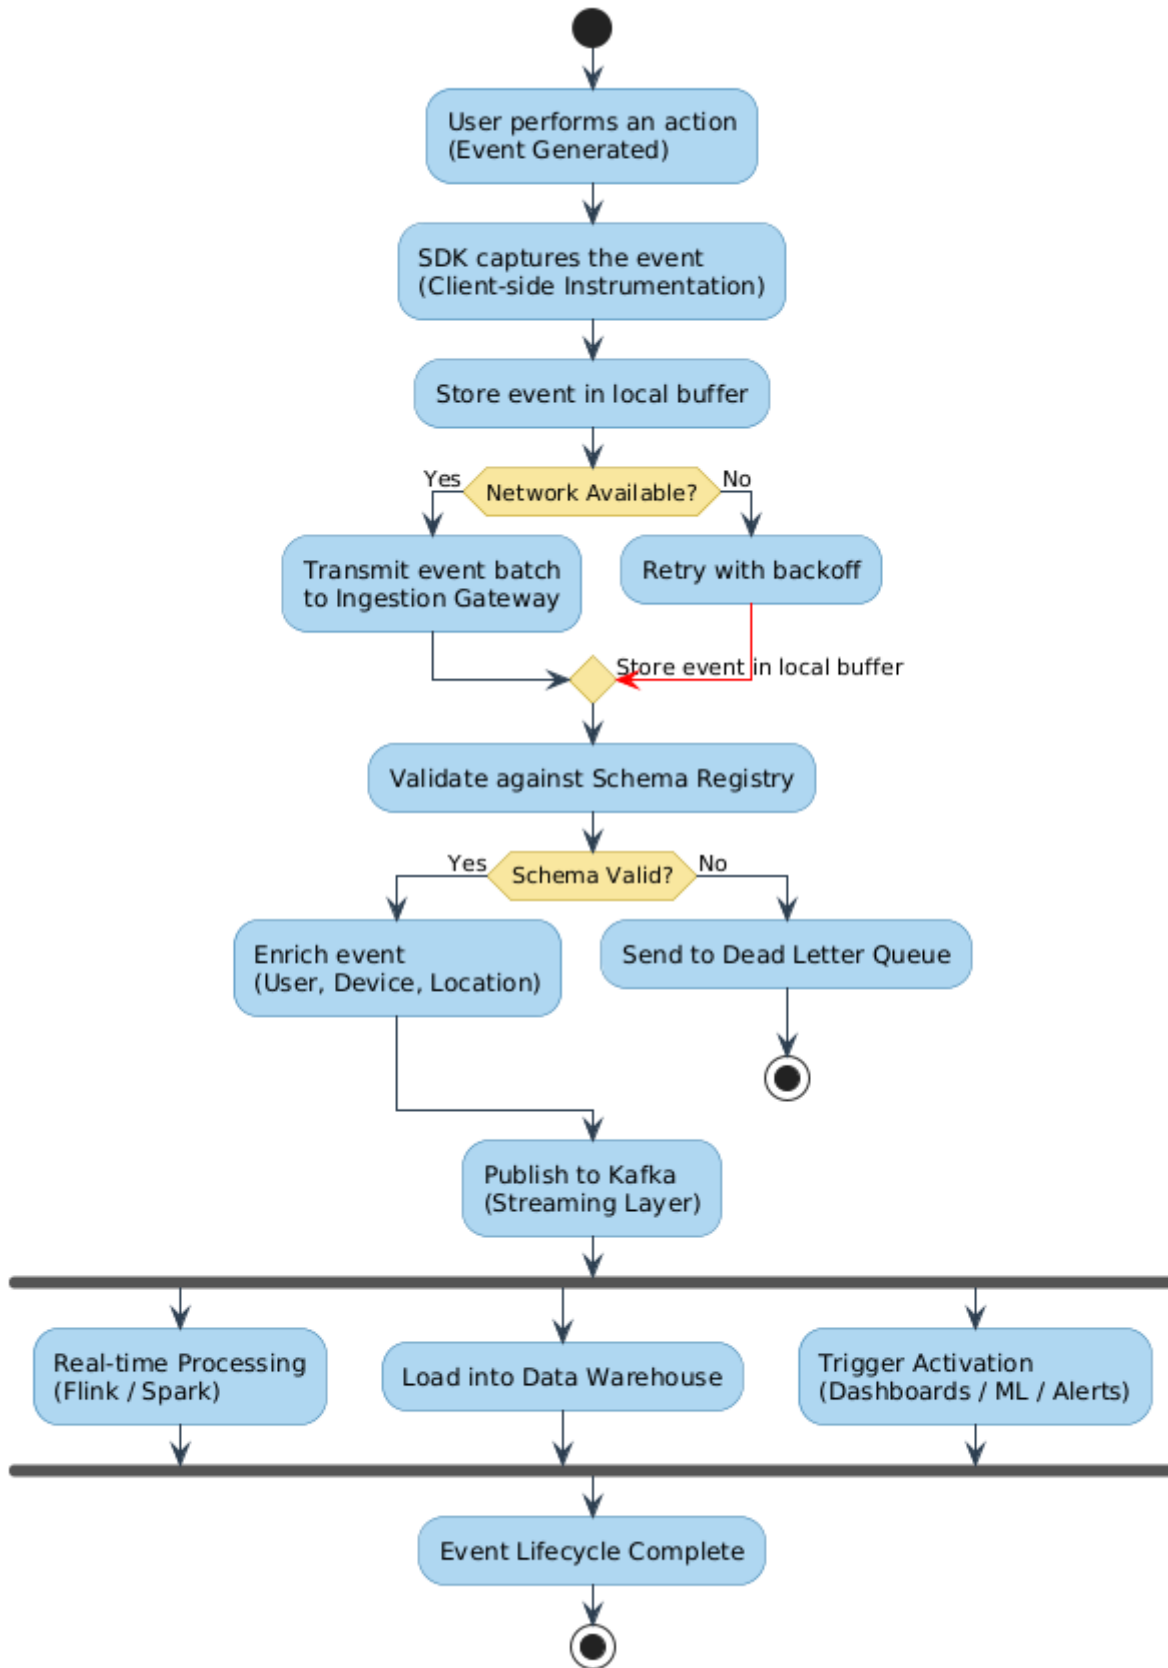 User performs an action
(Event Generated)
SDK captures the event
(Client-side Instrumentation)
Store event in local buffer
Yes
Network Available?
No
Transmit event batch
to Ingestion Gateway
Retry with backoff
Store event in local buffer
Validate against Schema Registry
Yes
Schema Valid?
No
Enrich event
(User, Device, Location)
Send to Dead Letter Queue
Publish to Kafka
(Streaming Layer)
Real-time Processing
(Flink / Spark)
Load into Data Warehouse
Trigger Activation
(Dashboards / ML / Alerts)
Event Lifecycle Complete